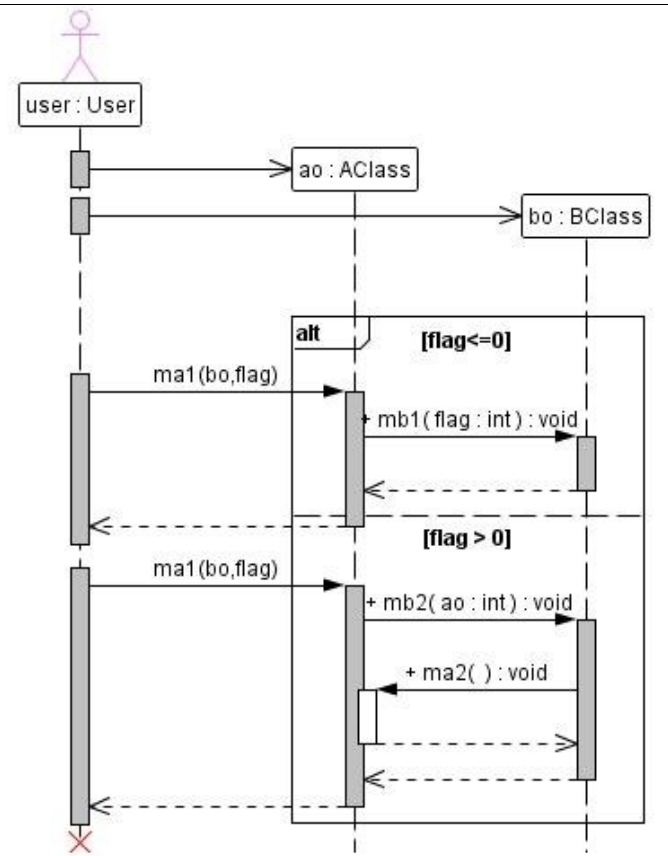 user : User
ao : AClass
bo : BClass
alt
[flag<=0]
ma1(bo,flag)
+ mb1( flag : int ) : void
[flag > 0]
ma1(bo,flag)
+ mb2( ao : int ) : void
+ ma2( ) : void